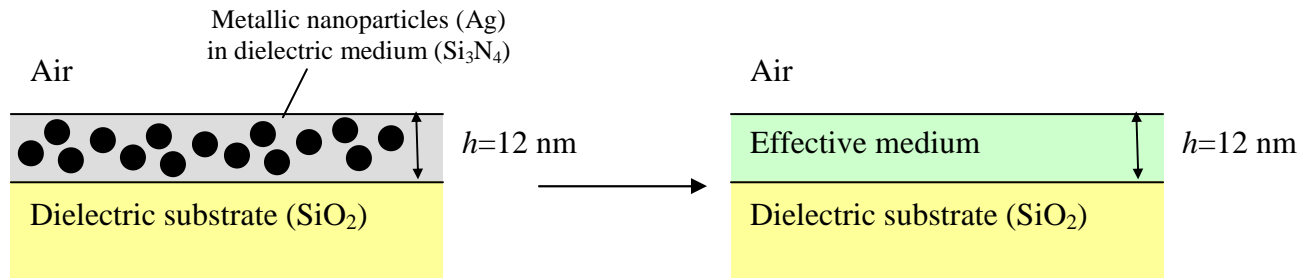 Metallic nanoparticles (Ag)
in dielectric medium (Si₃N₄)
Air
h=12 nm
Dielectric substrate (SiO₂)
Air
Effective medium
h=12 nm
Dielectric substrate (SiO₂)